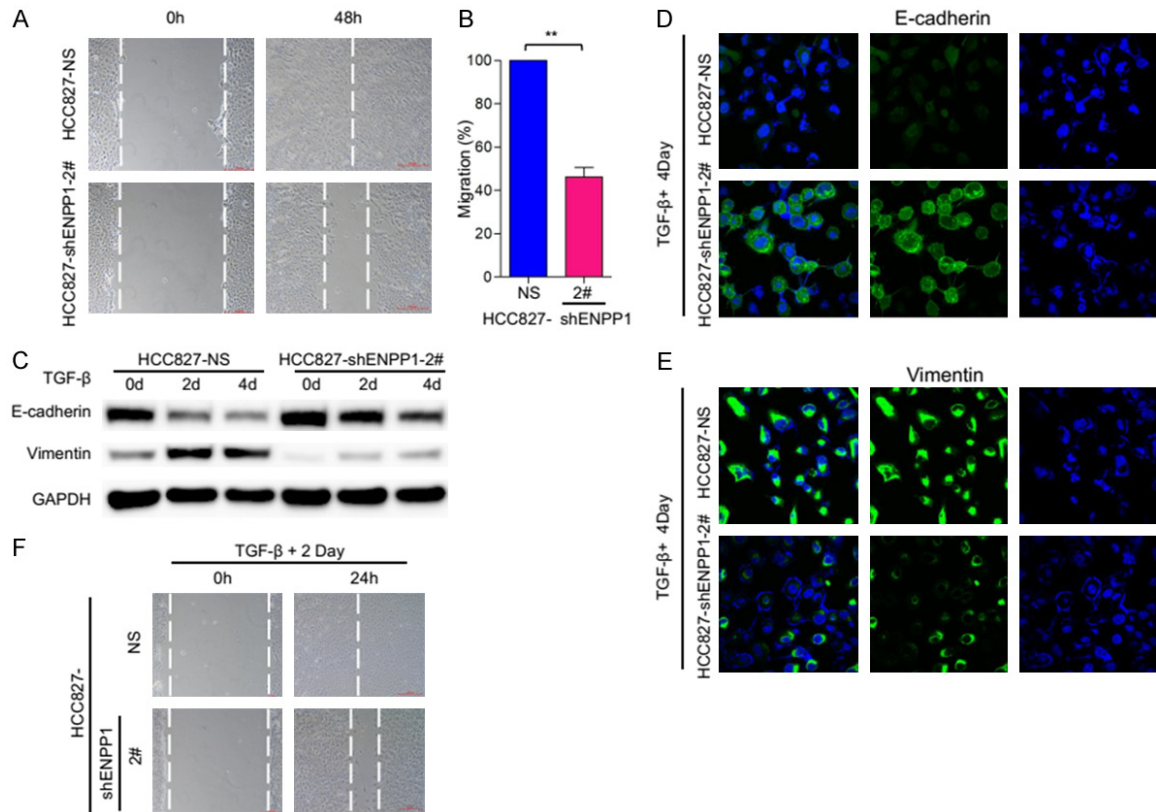 A
0h
48h
HCC827-NS
HCC827-shENPP1-2#
B
**
Migration (%)
100
80
60
40
20
0
NS
2#
HCC827-
shENPP1
C
HCC827-NS
HCC827-shENPP1-2#
TGF-β
0d
2d
4d
0d
2d
4d
E-cadherin
Vimentin
GAPDH
D
E-cadherin
TGF-β+ 4Day
HCC827-NS
HCC827-shENPP1-2#
E
Vimentin
TGF-β+ 4Day
HCC827-NS
HCC827-shENPP1-2#
F
TGF-β + 2 Day
0h
24h
HCC827-
NS
shENPP1
2#